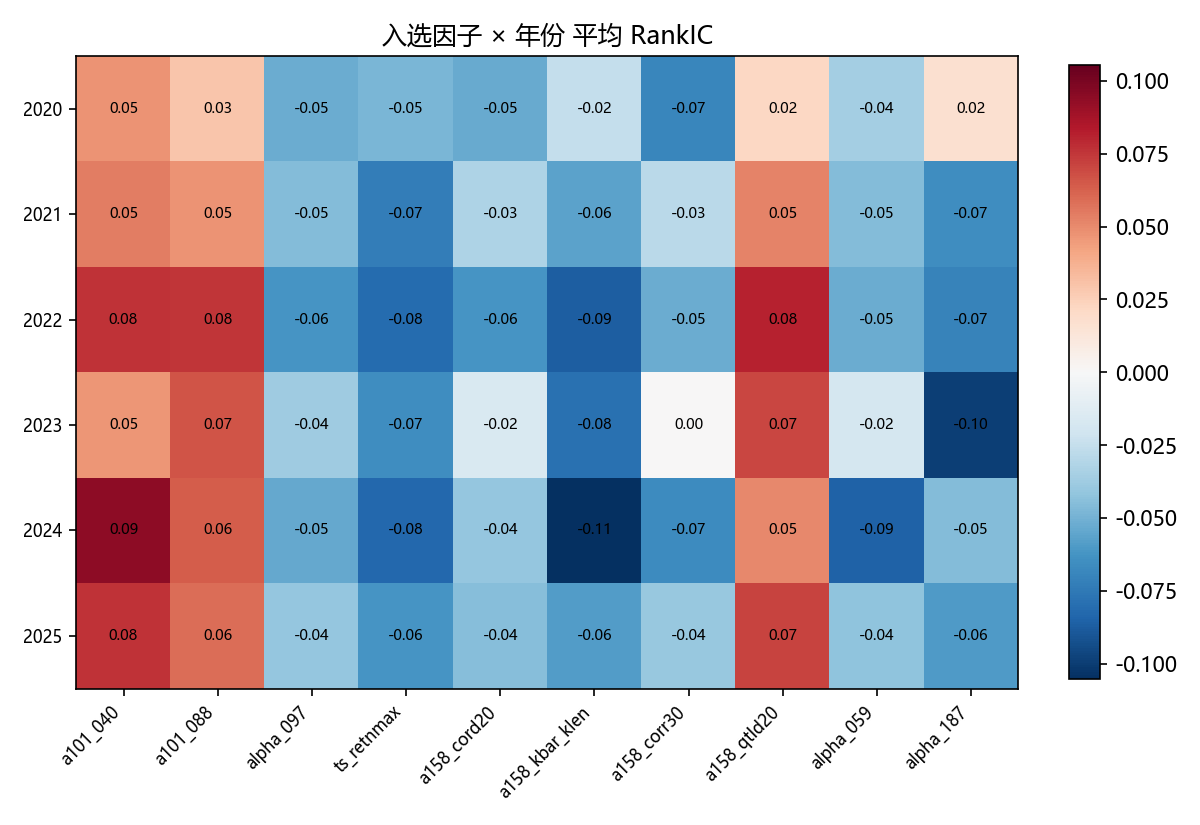 入选因子 × 年份 平均 RankIC
2020 0.05 0.03 -0.05 -0.05 -0.05 -0.02 -0.07 0.02 -0.04 0.02
2021 0.05 0.05 -0.05 -0.07 -0.03 -0.06 -0.03 0.05 -0.05 -0.07
2022 0.08 0.08 -0.06 -0.08 -0.06 -0.09 -0.05 0.08 -0.05 -0.07
2023 0.05 0.07 -0.04 -0.07 -0.02 -0.08 0.00 0.07 -0.02 -0.10
2024 0.09 0.06 -0.05 -0.08 -0.04 -0.11 -0.07 0.05 -0.09 -0.05
2025 0.08 0.06 -0.04 -0.06 -0.04 -0.06 -0.04 0.07 -0.04 -0.06
a101_040 a101_088 alpha_097 ts_retnmax a158_cord20 a158_kbar_klen a158_corr30 a158_qtld20 alpha_059 alpha_187
0.100
0.075
0.050
0.025
0.000
-0.025
-0.050
-0.075
-0.100